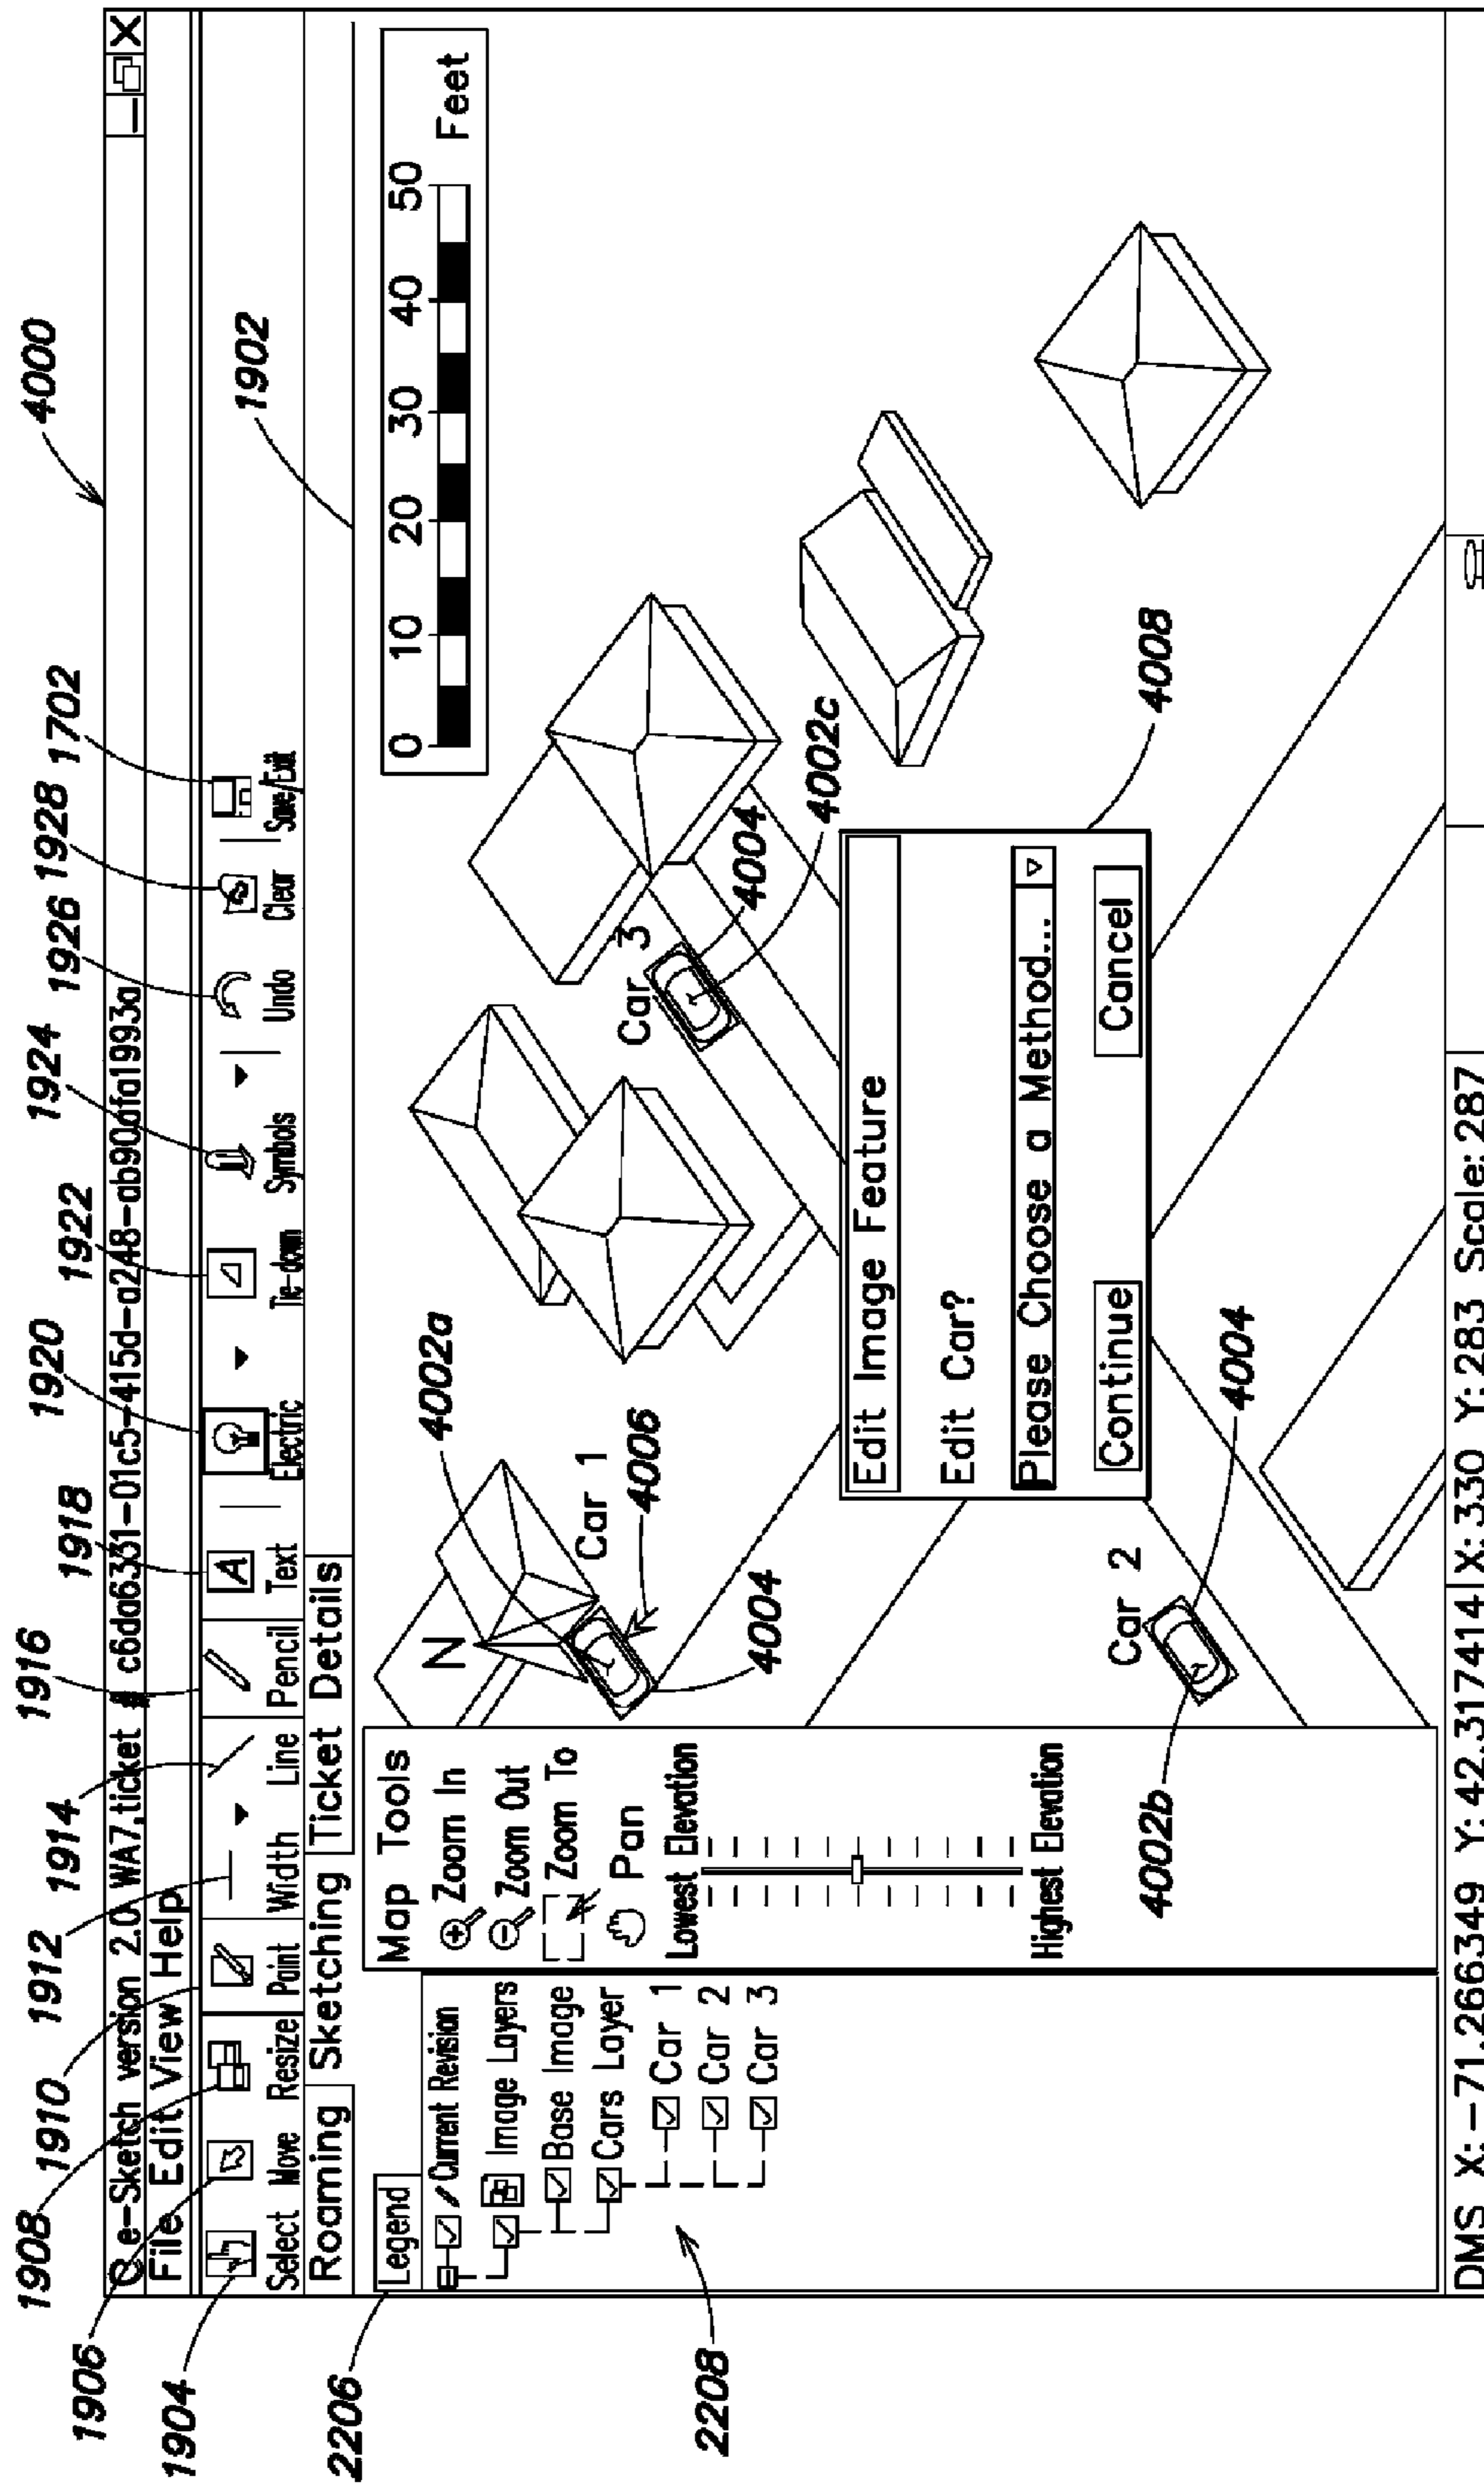 4000
1908 1910 1912 1914 1916 1918 1920 1922 1924 1926 1928 1702
1906
1904
1902
e-Sketch version 2.0 WA7,ticket # c6da6331-01c5-415d-a248-ab90afa1993a
File Edit View Help
Select Move Resize Paint Width Line Pencil Text Electric Tie-down Symbols Undo Clear Save/Exit
Roaming Sketching Ticket Details
2206
Legend
Current Revision
Image Layers
Base Image
Cars Layer
Car 1
Car 2
Car 3
2208
Map Tools
Zoom In
Zoom Out
Zoom To
Pan
Lowest Elevation
Highest Elevation
0 10 20 30 40 50 Feet
N
4002a
Car 1
4006
4004
Car 3
4004
4002c
Edit Image Feature
Edit Car?
Please Choose a Method...
Continue Cancel
4008
Car 2
4002b
4004
DMS X:-71.266349 Y:42.317414 X:330 Y:283 Scale:287